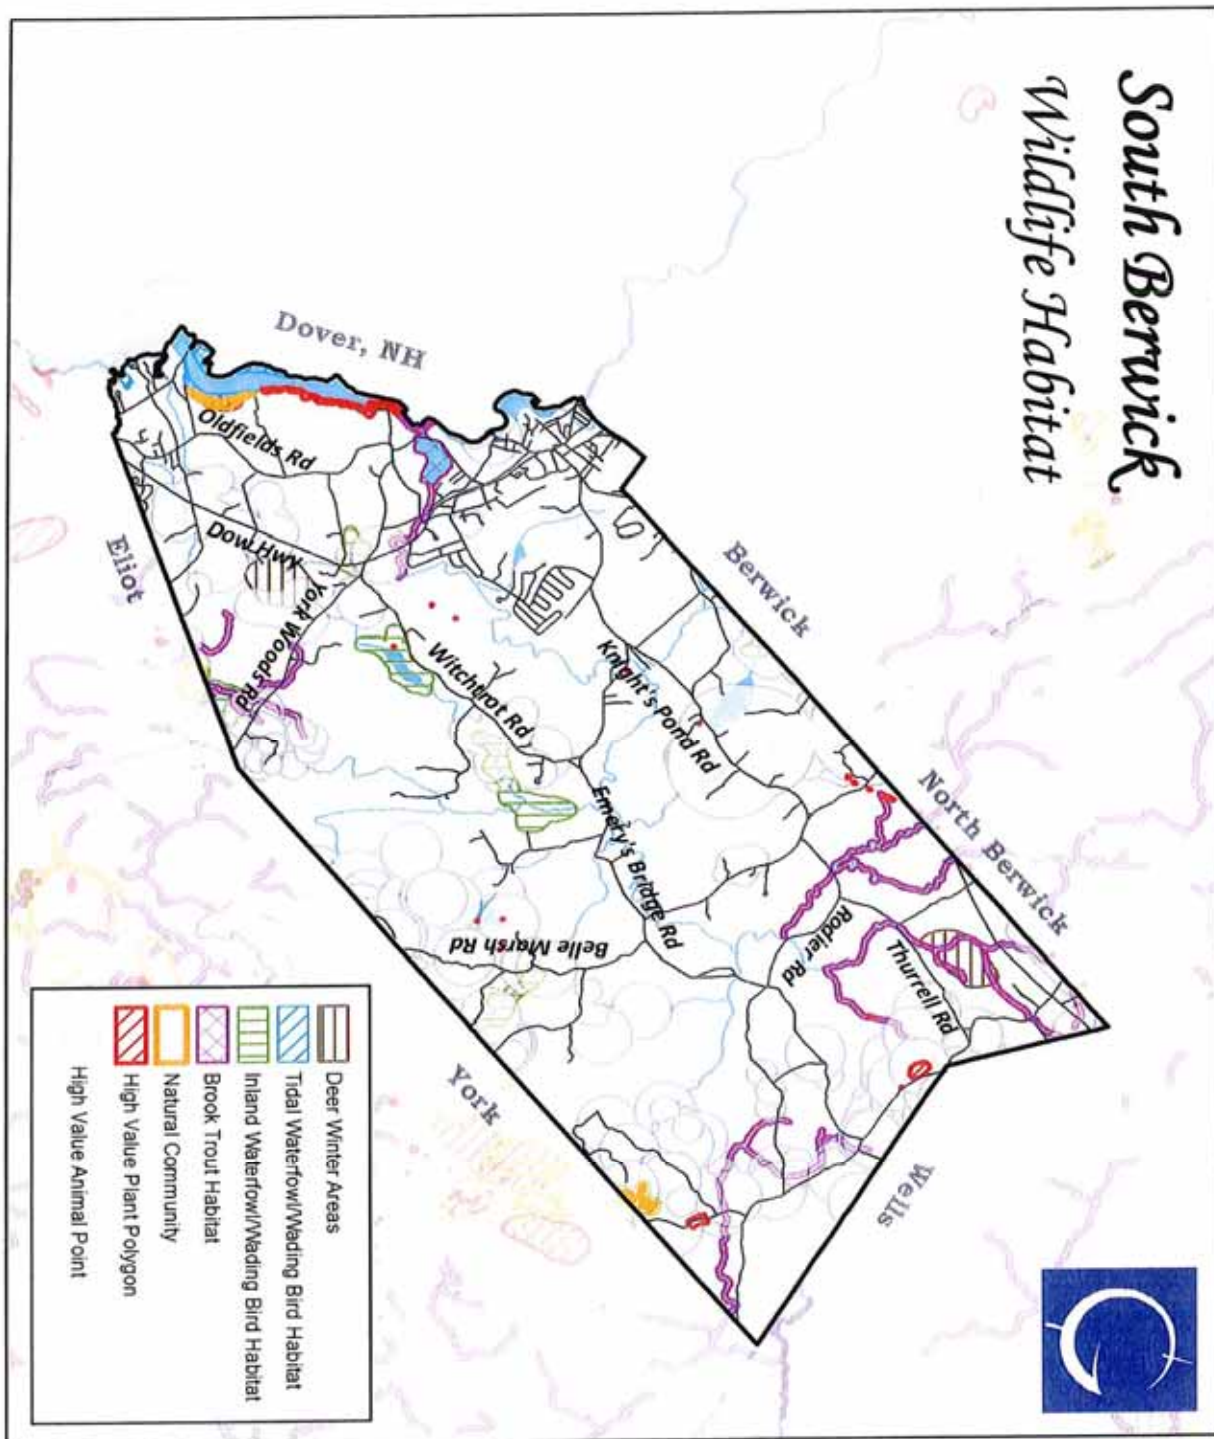 South Berwick
Wildlife Habitat
Dover, NH
Berwick
North Berwick
Oldfields Rd
Eliot
Dow Hwy
York Woods Rd
Witchtrot Rd
Knight's Pond Rd
Emery's Bridge Rd
Belle Marsh Rd
Rodier Rd
Thurrell Rd
York
Wells
Deer Winter Areas
Tidal Waterfowl/Wading Bird Habitat
Inland Waterfowl/Wading Bird Habitat
Brook Trout Habitat
Natural Community
High Value Plant Polygon
High Value Animal Point